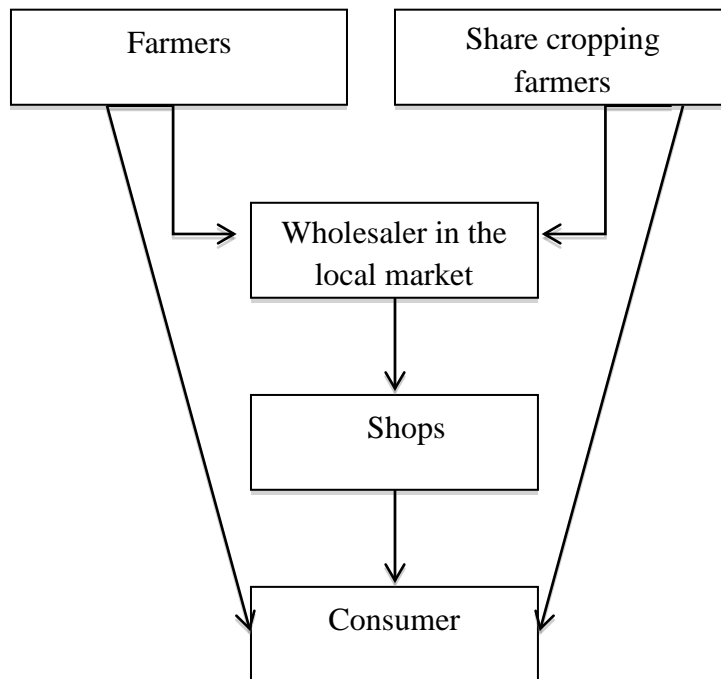 Farmers
Share cropping
farmers
Wholesaler in the
local market
Shops
Consumer